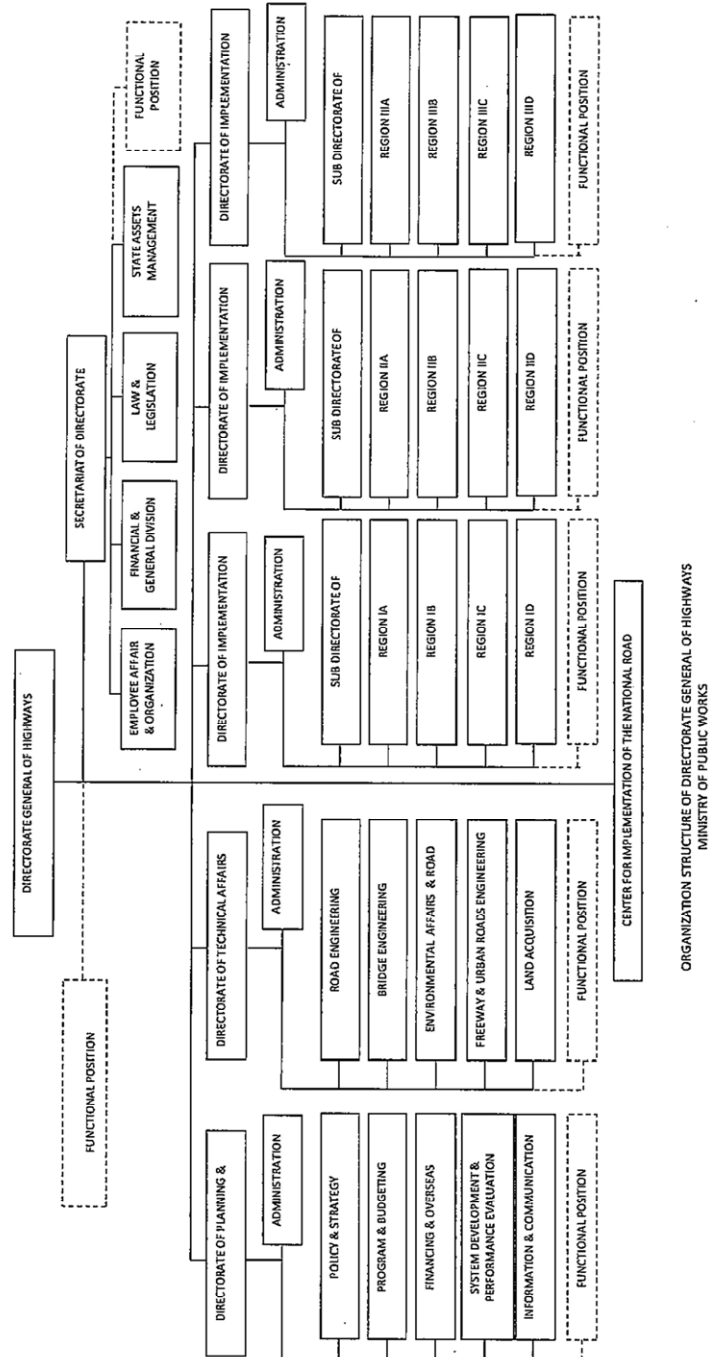 DIRECTORATE GENERAL OF HIGHWAYS
FUNCTIONAL POSITION
SECRETARIAT OF DIRECTORATE
EMPLOYEE AFFAIR
& ORGANIZATION
FINANCIAL &
GENERAL DIVISION
LAW &
LEGISLATION
STATE ASSETS
MANAGEMENT
FUNCTIONAL
POSITION
DIRECTORATE OF PLANNING &
ADMINISTRATION
POLICY & STRATEGY
PROGRAM & BUDGETING
FINANCING & OVERSEAS
SYSTEM DEVELOPMENT &
PERFORMANCE EVALUATION
INFORMATION & COMMUNICATION
FUNCTIONAL POSITION
DIRECTORATE OF TECHNICAL AFFAIRS
ADMINISTRATION
ROAD ENGINEERING
BRIDGE ENGINEERING
ENVIRONMENTAL AFFAIRS & ROAD
FREEWAY & URBAN ROADS ENGINEERING
LAND ACQUISITION
FUNCTIONAL POSITION
DIRECTORATE OF IMPLEMENTATION
ADMINISTRATION
SUB DIRECTORATE OF
REGION IA
REGION IB
REGION IC
REGION ID
FUNCTIONAL POSITION
DIRECTORATE OF IMPLEMENTATION
ADMINISTRATION
SUB DIRECTORATE OF
REGION IIA
REGION IIB
REGION IIC
REGION IID
FUNCTIONAL POSITION
DIRECTORATE OF IMPLEMENTATION
ADMINISTRATION
SUB DIRECTORATE OF
REGION IIIA
REGION IIIB
REGION IIIC
REGION IIID
FUNCTIONAL POSITION
CENTER FOR IMPLEMENTATION OF THE NATIONAL ROAD
ORGANIZATION STRUCTURE OF DIRECTORATE GENERAL OF HIGHWAYS
MINISTRY OF PUBLIC WORKS